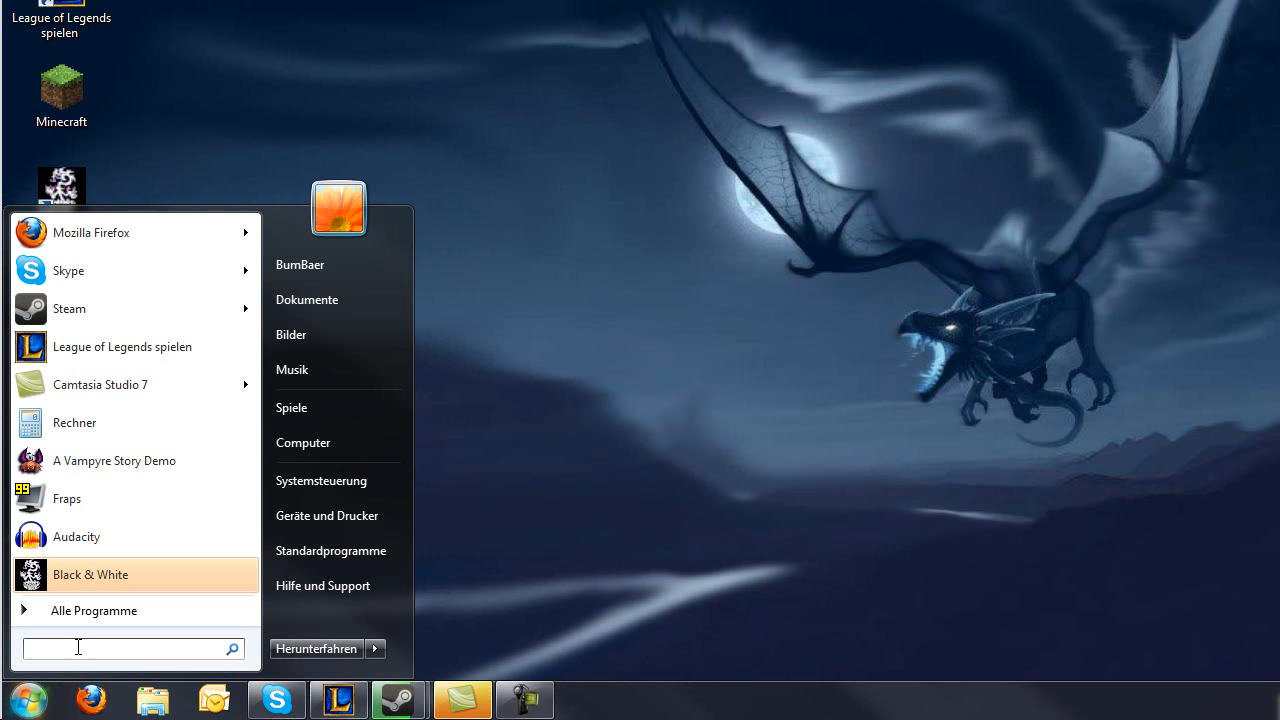 League of Legends
spielen
Minecraft
Mozilla Firefox
Skype
Steam
League of Legends spielen
Camtasia Studio 7
Rechner
A Vampyre Story Demo
99
Fraps
Audacity
Black & White
Alle Programme
BumBaer
Dokumente
Bilder
Musik
Spiele
Computer
Systemsteuerung
Geräte und Drucker
Standardprogramme
Hilfe und Support
Herunterfahren